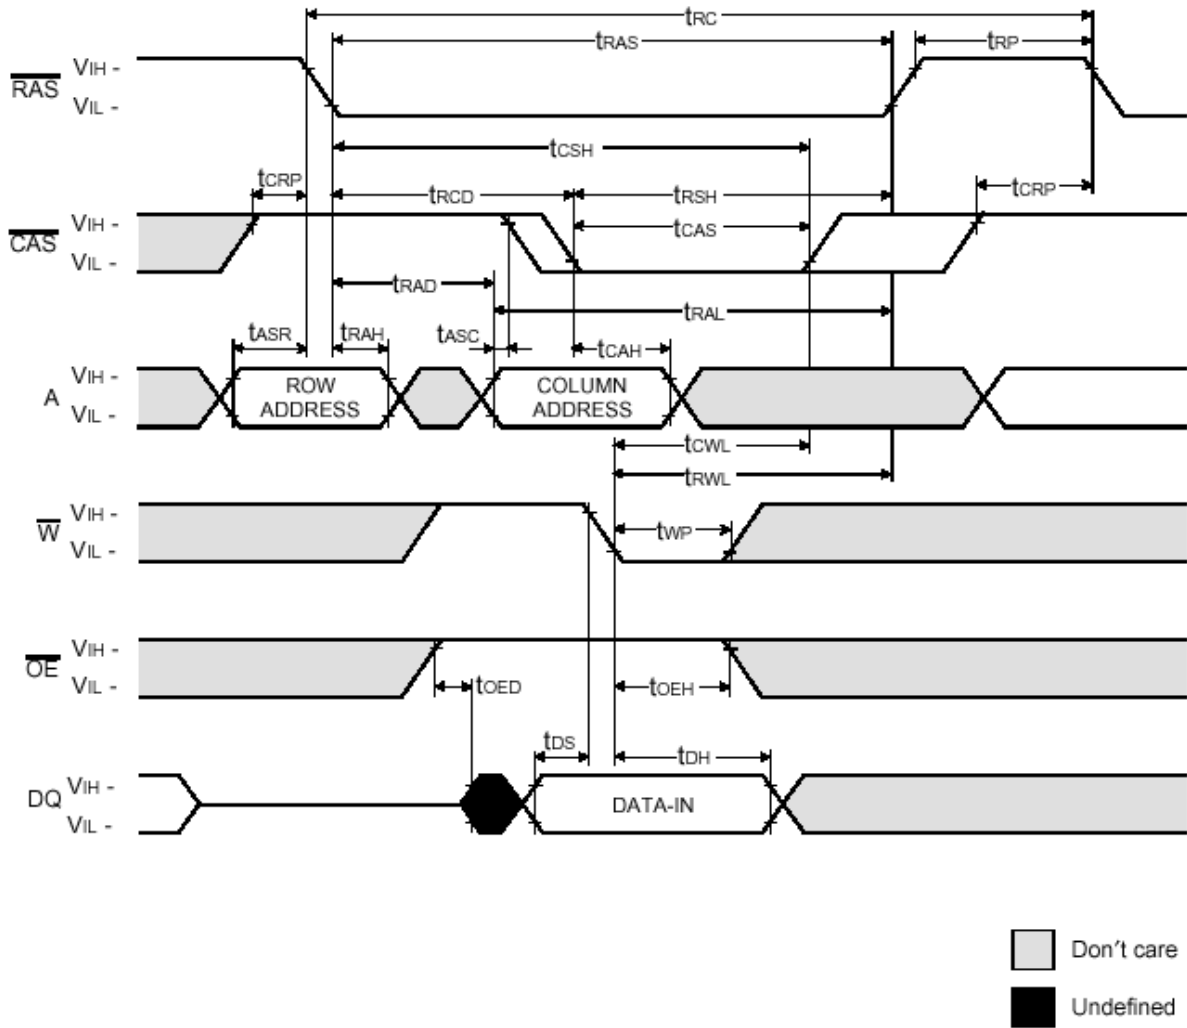 tRC
tRAS
tRP
RAS
VIH -
VIL -
tCSH
tCRP
tRCD
tRSH
tCRP
CAS
VIH -
VIL -
tCAS
tRAD
tRAL
tASR
tRAH
tASC
tCAH
A
VIH -
VIL -
ROW
ADDRESS
COLUMN
ADDRESS
tCWL
tRWL
W
VIH -
VIL -
tWP
OE
VIH -
VIL -
tOED
tOEH
tDS
tDH
DQ
VIH -
VIL -
DATA-IN
Don't care
Undefined